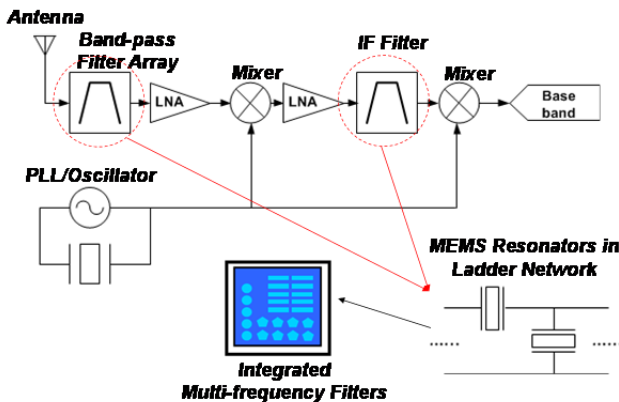 Antenna
Band-pass
Filter Array
IF Filter
Mixer
Mixer
LNA
LNA
Base
band
PLL/Oscillator
MEMS Resonators in
Ladder Network
......
......
Integrated
Multi-frequency Filters